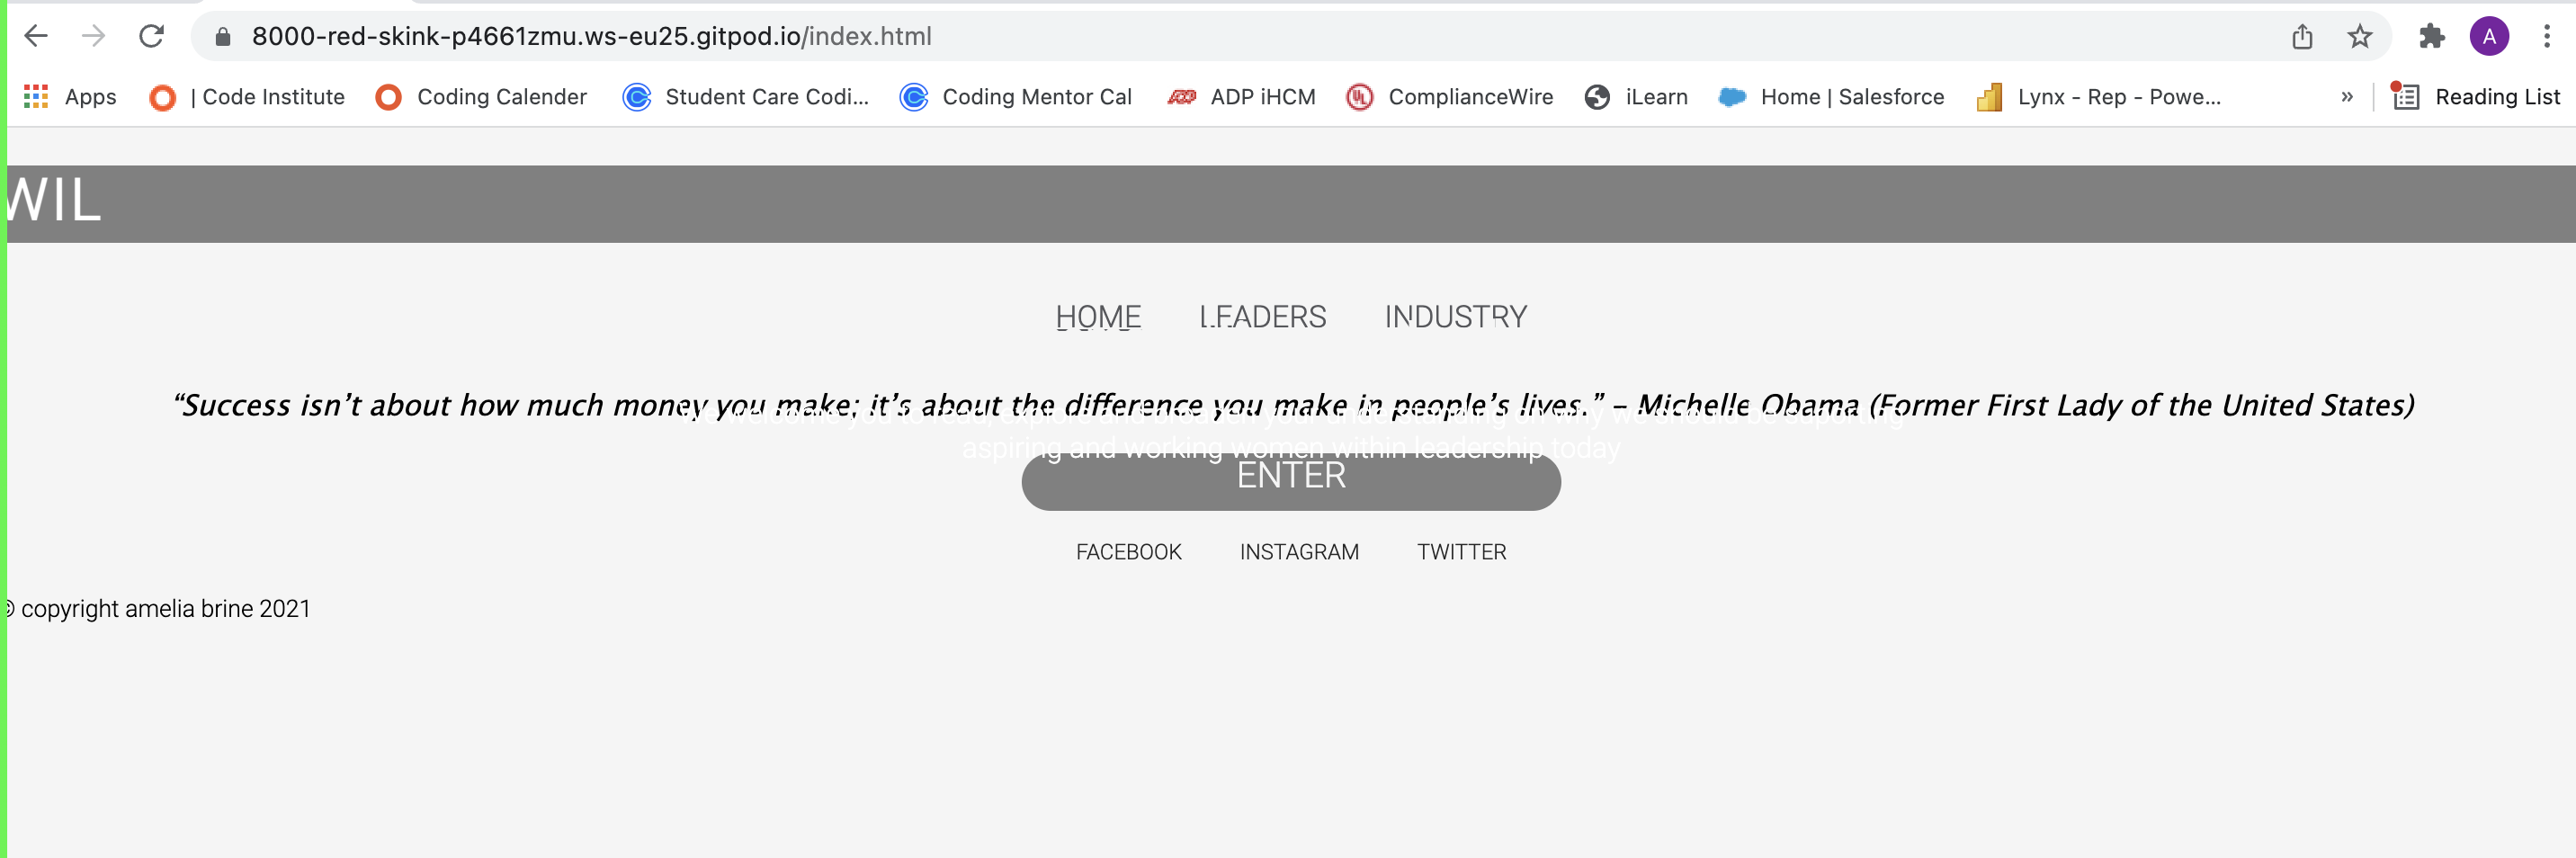 8000-red-skink-p4661zmu.ws-eu25.gitpod.io/index.html
A
Apps | Code Institute Coding Calender Student Care Codi... Coding Mentor Cal ADP iHCM ComplianceWire iLearn Home | Salesforce Lynx - Rep - Powe... » Reading List
WIL
HOME LEADERS INDUSTRY
“Success isn’t about how much money you make; it’s about the difference you make in people’s lives.” – Michelle Obama (Former First Lady of the United States)
We welcome you to read, explore and broaden your understanding on why we should be suporting
aspiring and working women within leadership today
ENTER
FACEBOOK INSTAGRAM TWITTER
© copyright amelia brine 2021